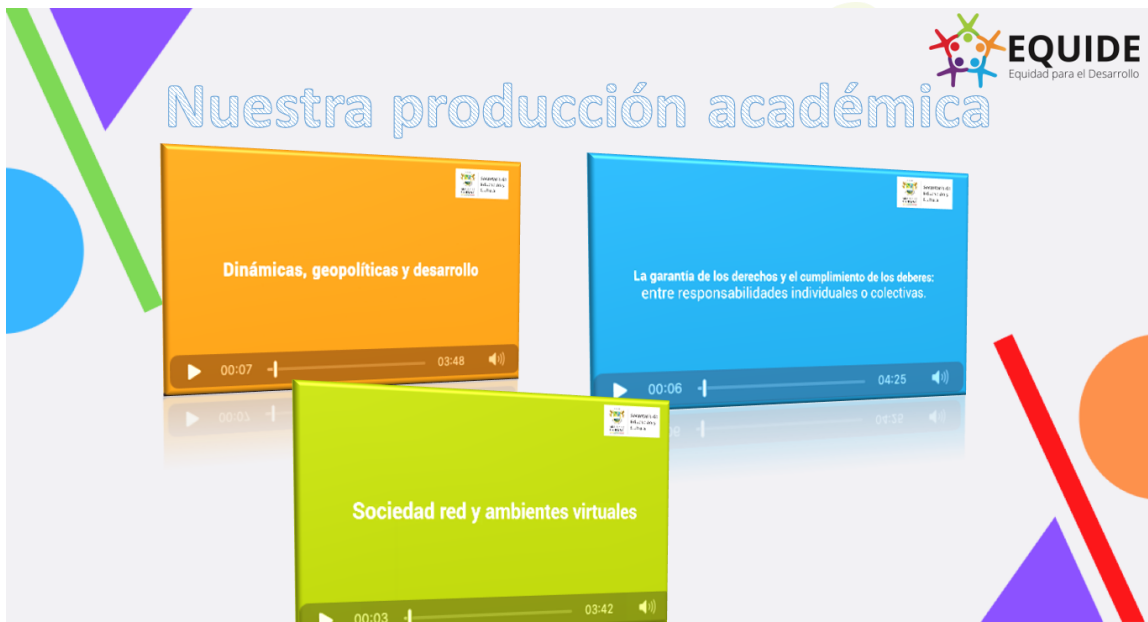 EQUIDE
Equidad para el Desarrollo
Nuestra producción académica
Dinámicas, geopolíticas y desarrollo
00:07 03:48
La garantía de los derechos y el cumplimiento de los deberes:
entre responsabilidades individuales o colectivas.
00:06 04:25
Sociedad red y ambientes virtuales
00:03 03:42